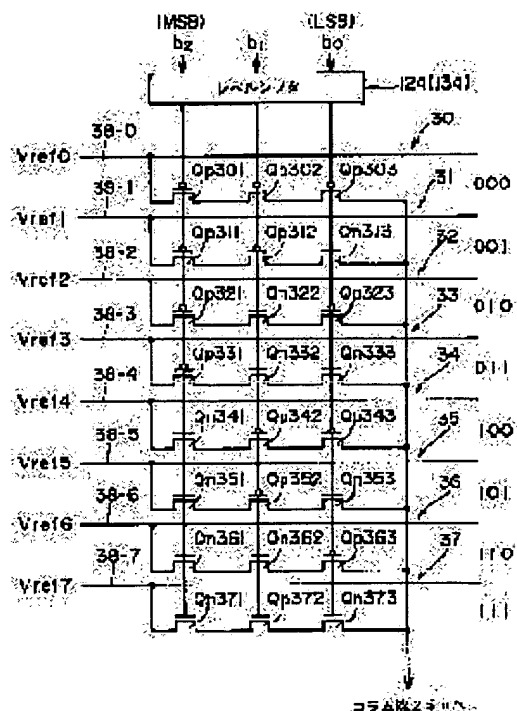 (MSB) (LSB)
b2 b1 b0
レベルシフタ 124(134)
38-0 30
Vref0
Qp301 Qp302 Qp303
38-1 31 000
Vref1
Qp311 Qp312 Qn313
38-2 32 001
Vref2
Qp321 Qn322 Qp323
38-3 33 010
Vref3
Qp331 Qn332 Qn333
38-4 34 011
Vref4
Qn341 Qp342 Qp343
38-5 35 100
Vref5
Qn351 Qp352 Qn353
38-6 36 101
Vref6
Qn361 Qn362 Qp363
38-7 37 110
Vref7
Qn373
111